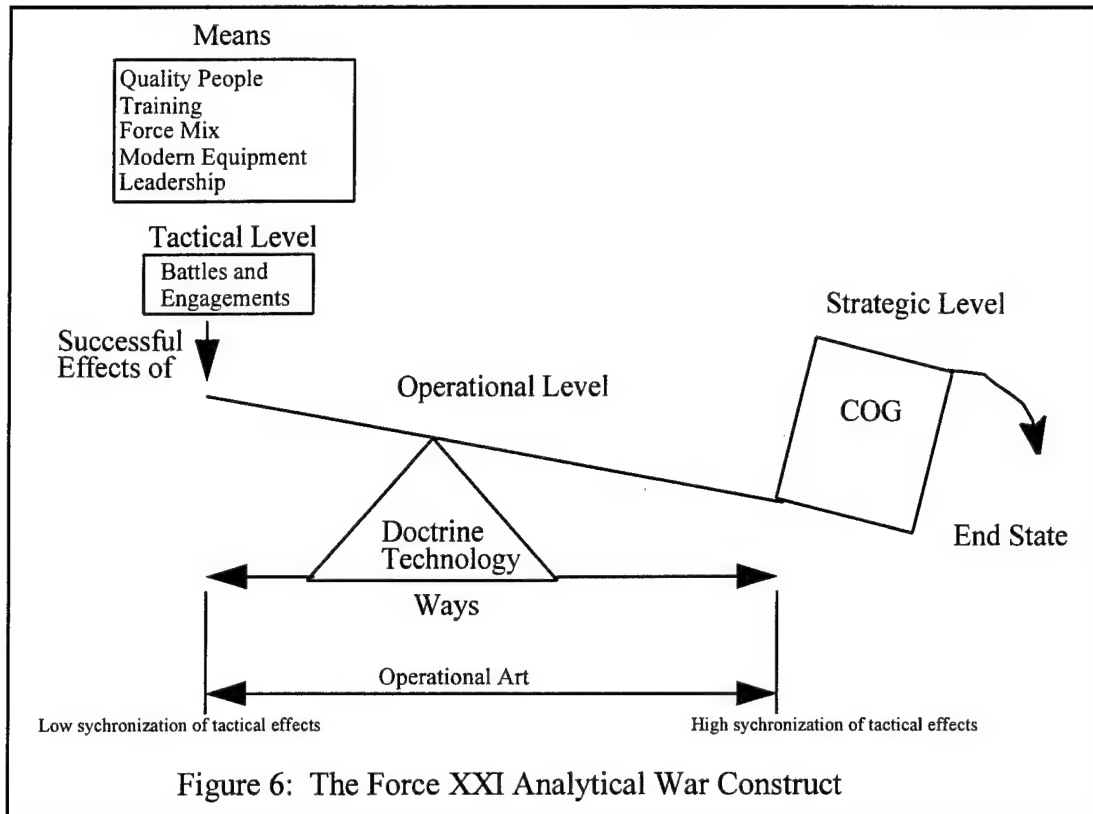 Means
Quality People
Training
Force Mix
Modern Equipment
Leadership
Tactical Level
Battles and
Engagements
Successful
Effects of
Operational Level
Strategic Level
COG
End State
Doctrine
Technology
Ways
Operational Art
Low sychronization of tactical effects
High sychronization of tactical effects
Figure 6: The Force XXI Analytical War Construct